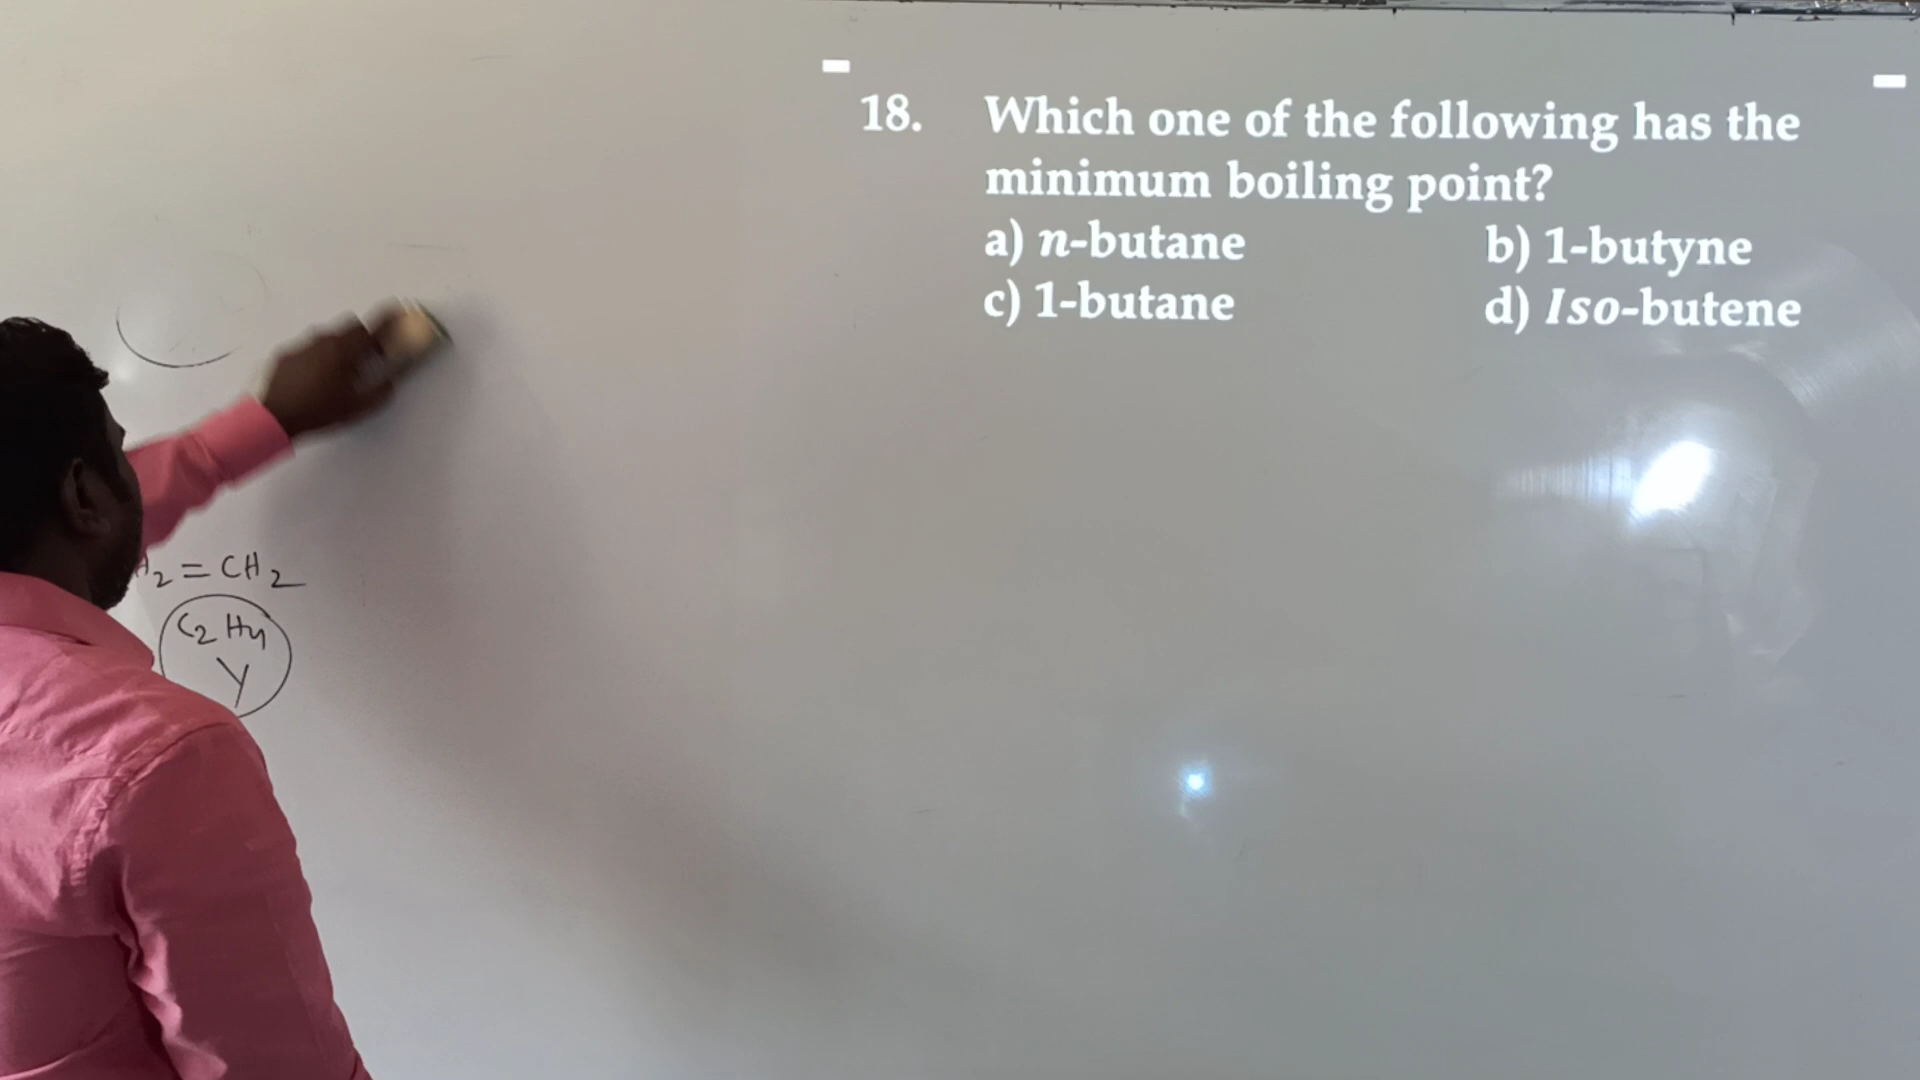 18. Which one of the following has the
minimum boiling point?
a) n-butane b) 1-butyne
c) 1-butane d) Iso-butene
H2 = CH2
C2H4
Y